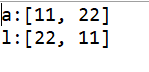 a:[11, 22]
l:[22, 11]